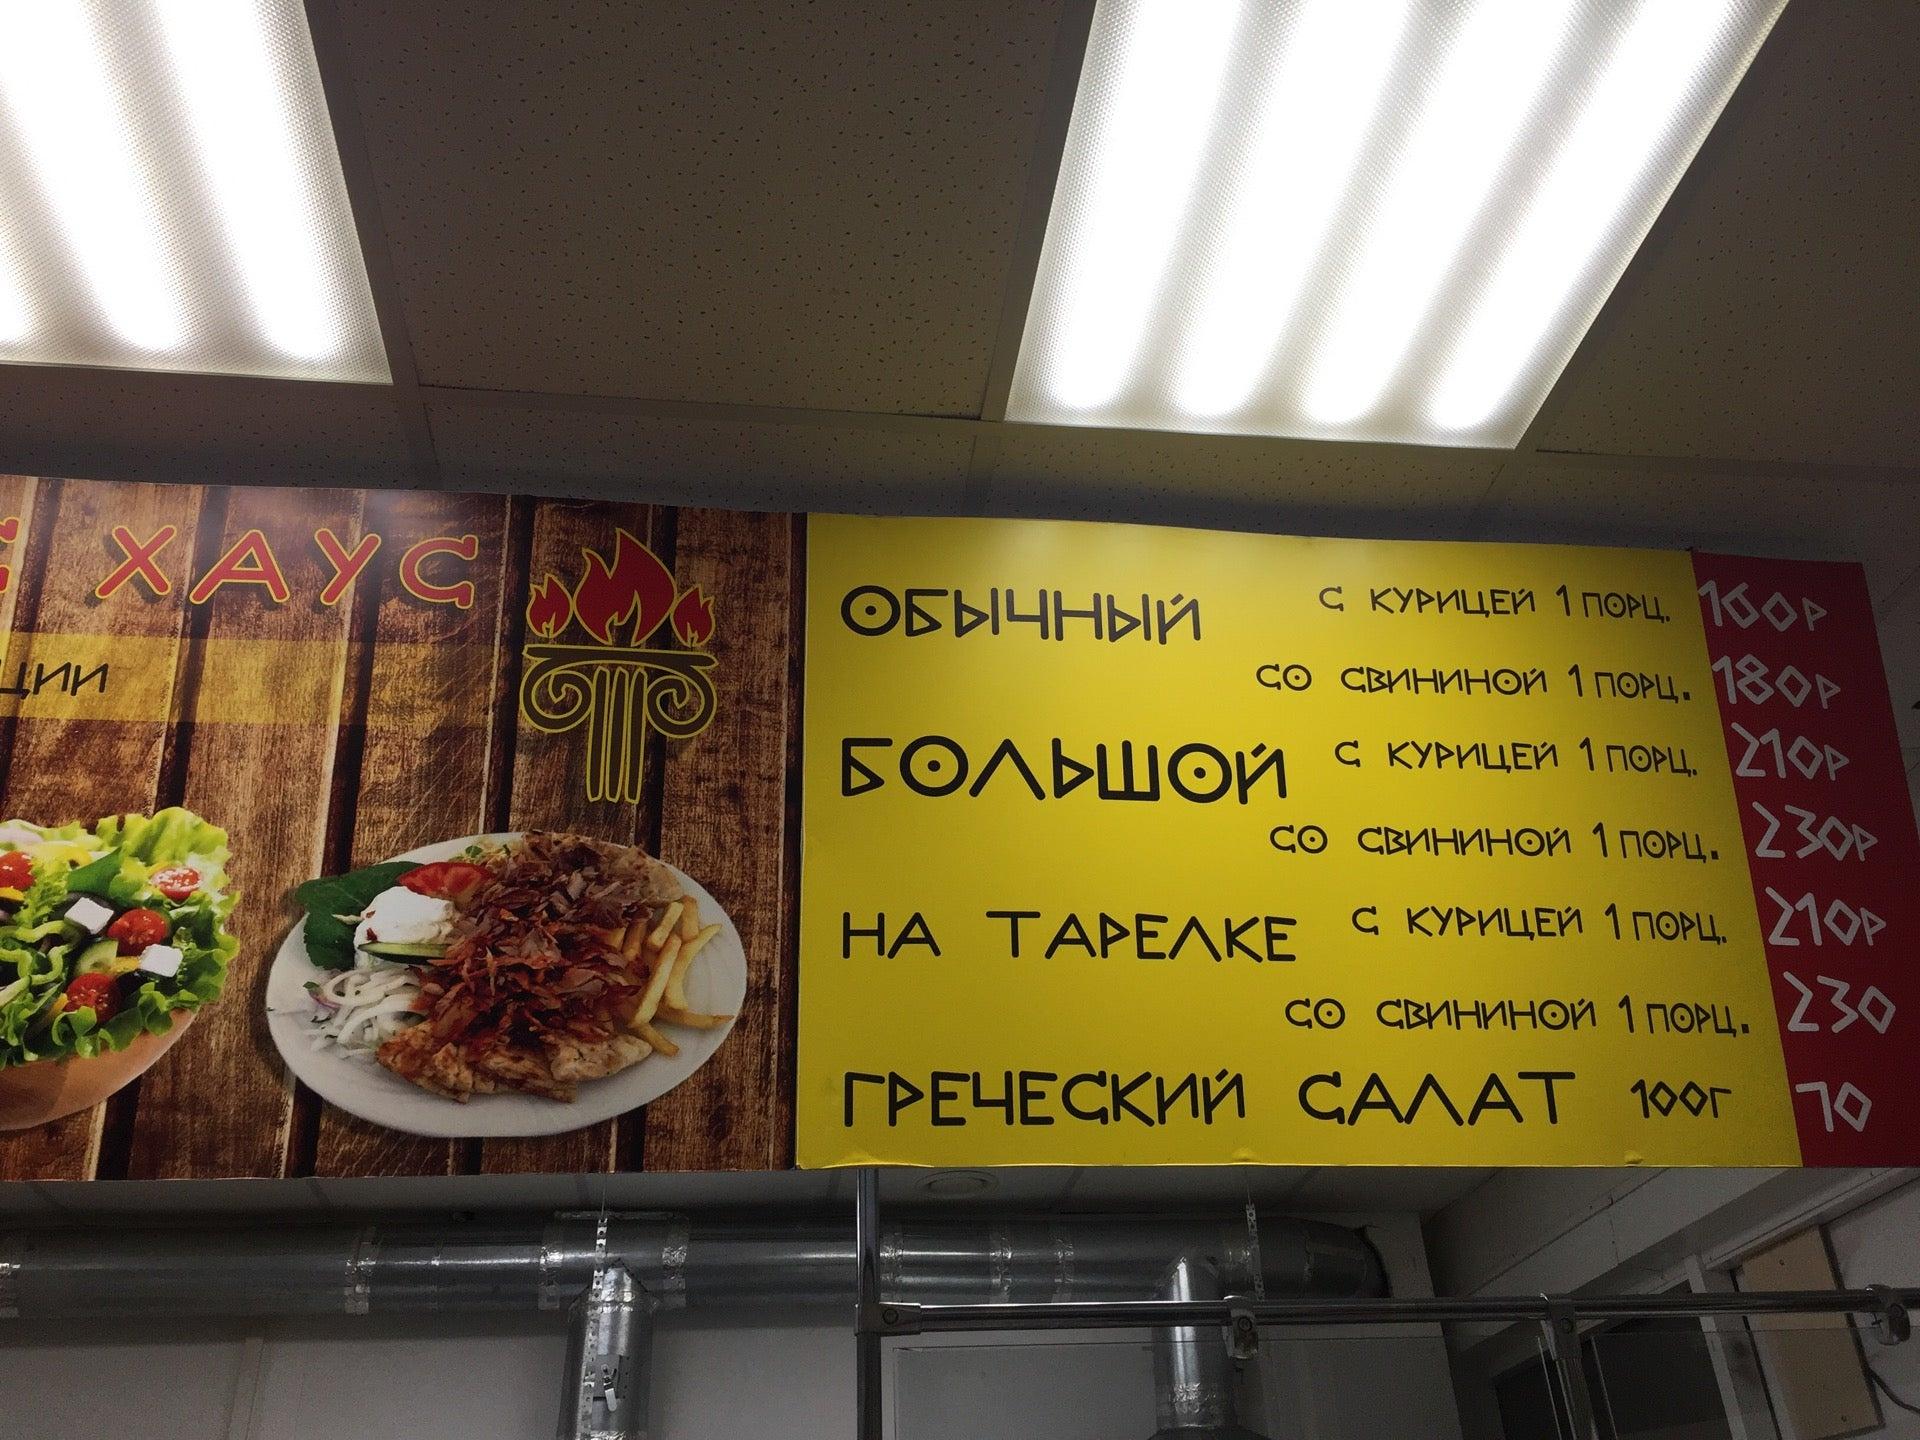 ХАУС
ции
ОБЫЧНЫЙ С КУРИЦЕЙ 1 ПОРЦ. 160Р
СО СВИНИНОЙ 1 ПОРЦ. 180Р
БОЛЬШОЙ С КУРИЦЕЙ 1 ПОРЦ. 210Р
СО СВИНИНОЙ 1 ПОРЦ. 230Р
НА ТАРЕЛКЕ С КУРИЦЕЙ 1 ПОРЦ. 210Р
СО СВИНИНОЙ 1 ПОРЦ. 230
ГРЕЧЕСКИЙ САЛАТ 100Г 70